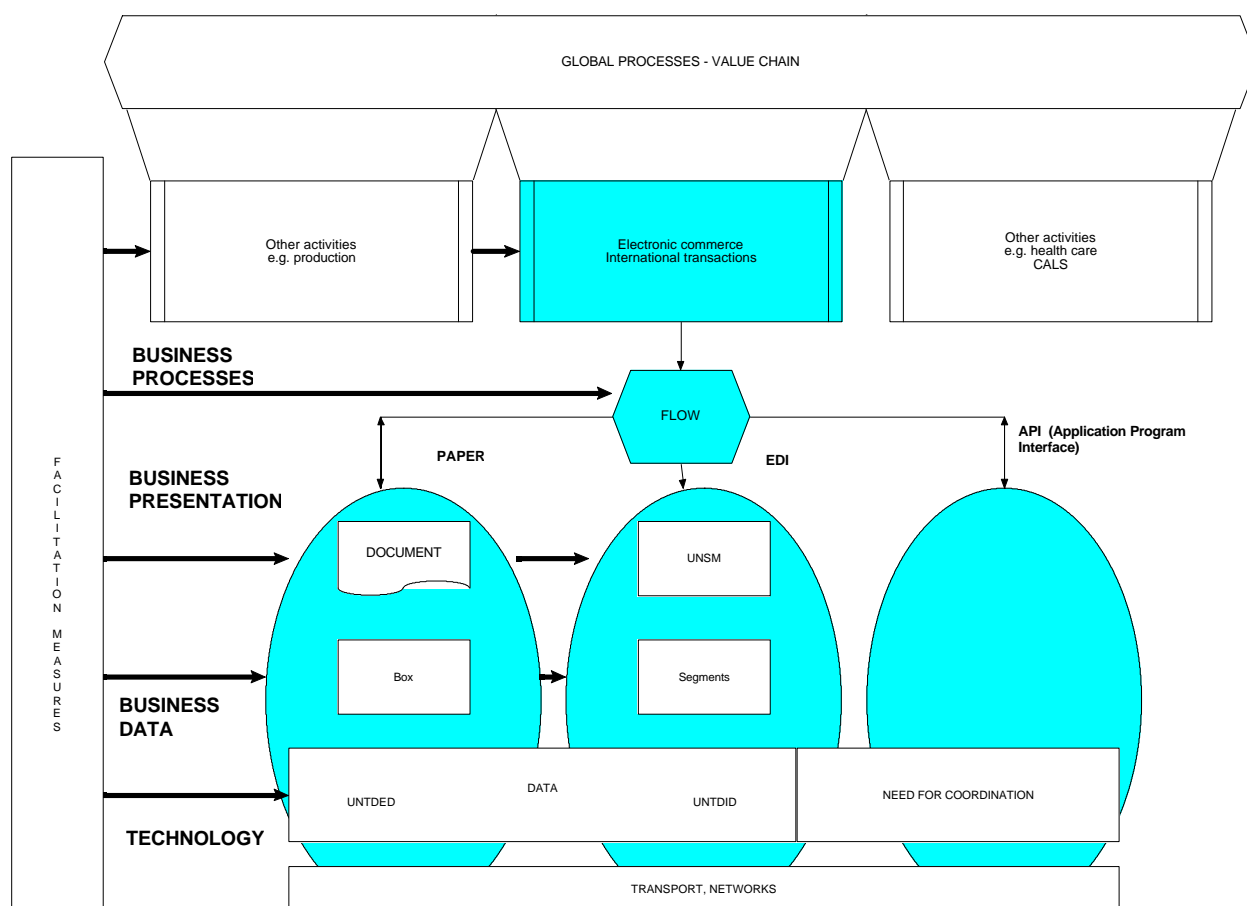 GLOBAL PROCESSES - VALUE CHAIN
Other activities
e.g. production
Electronic commerce
International transactions
Other activities
e.g. health care
CALS
BUSINESS
PROCESSES
FLOW
PAPER
EDI
API (Application Program
Interface)
FACILITATION MEASURES
BUSINESS
PRESENTATION
DOCUMENT
UNSM
Box
Segments
BUSINESS
DATA
DATA
UNTDED
UNTDID
NEED FOR COORDINATION
TECHNOLOGY
TRANSPORT, NETWORKS